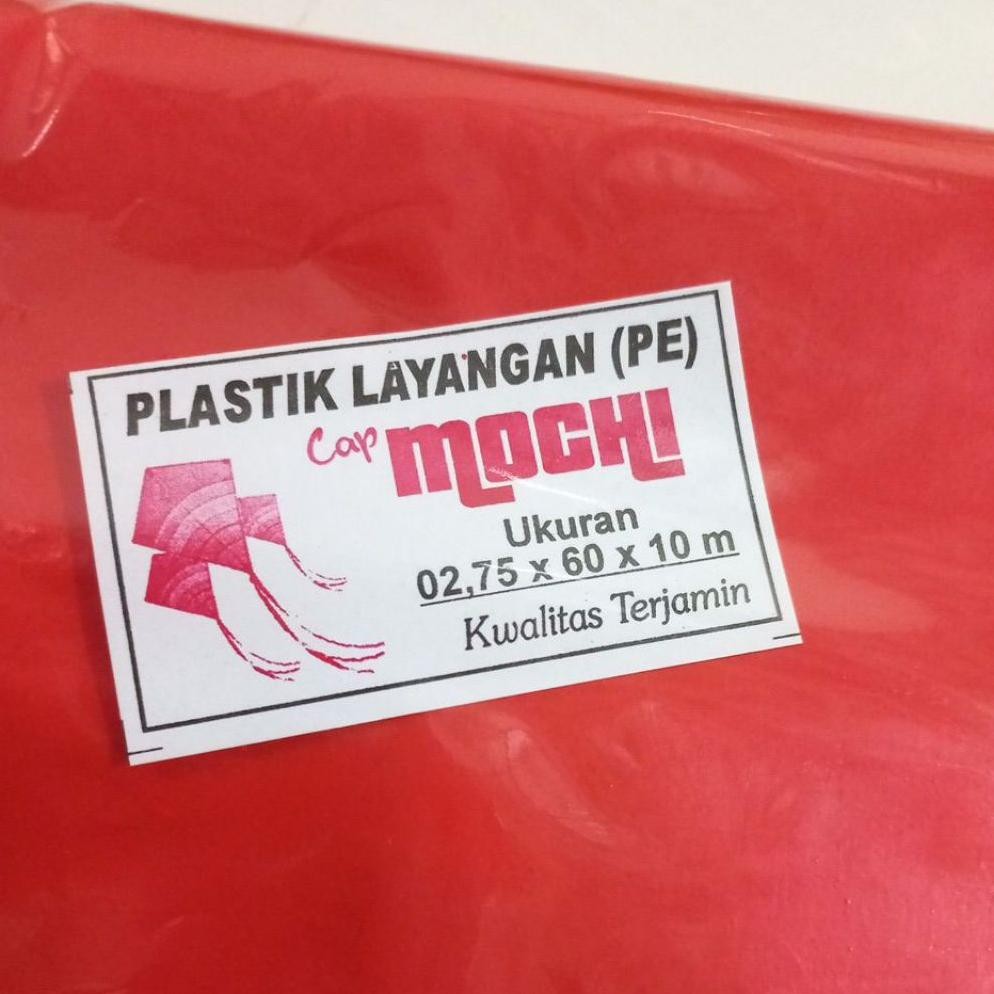 PLASTIK LAYANGAN (PE)
Cap MOCHI
Ukuran
02,75 x 60 x 10 m
Kwalitas Terjamin